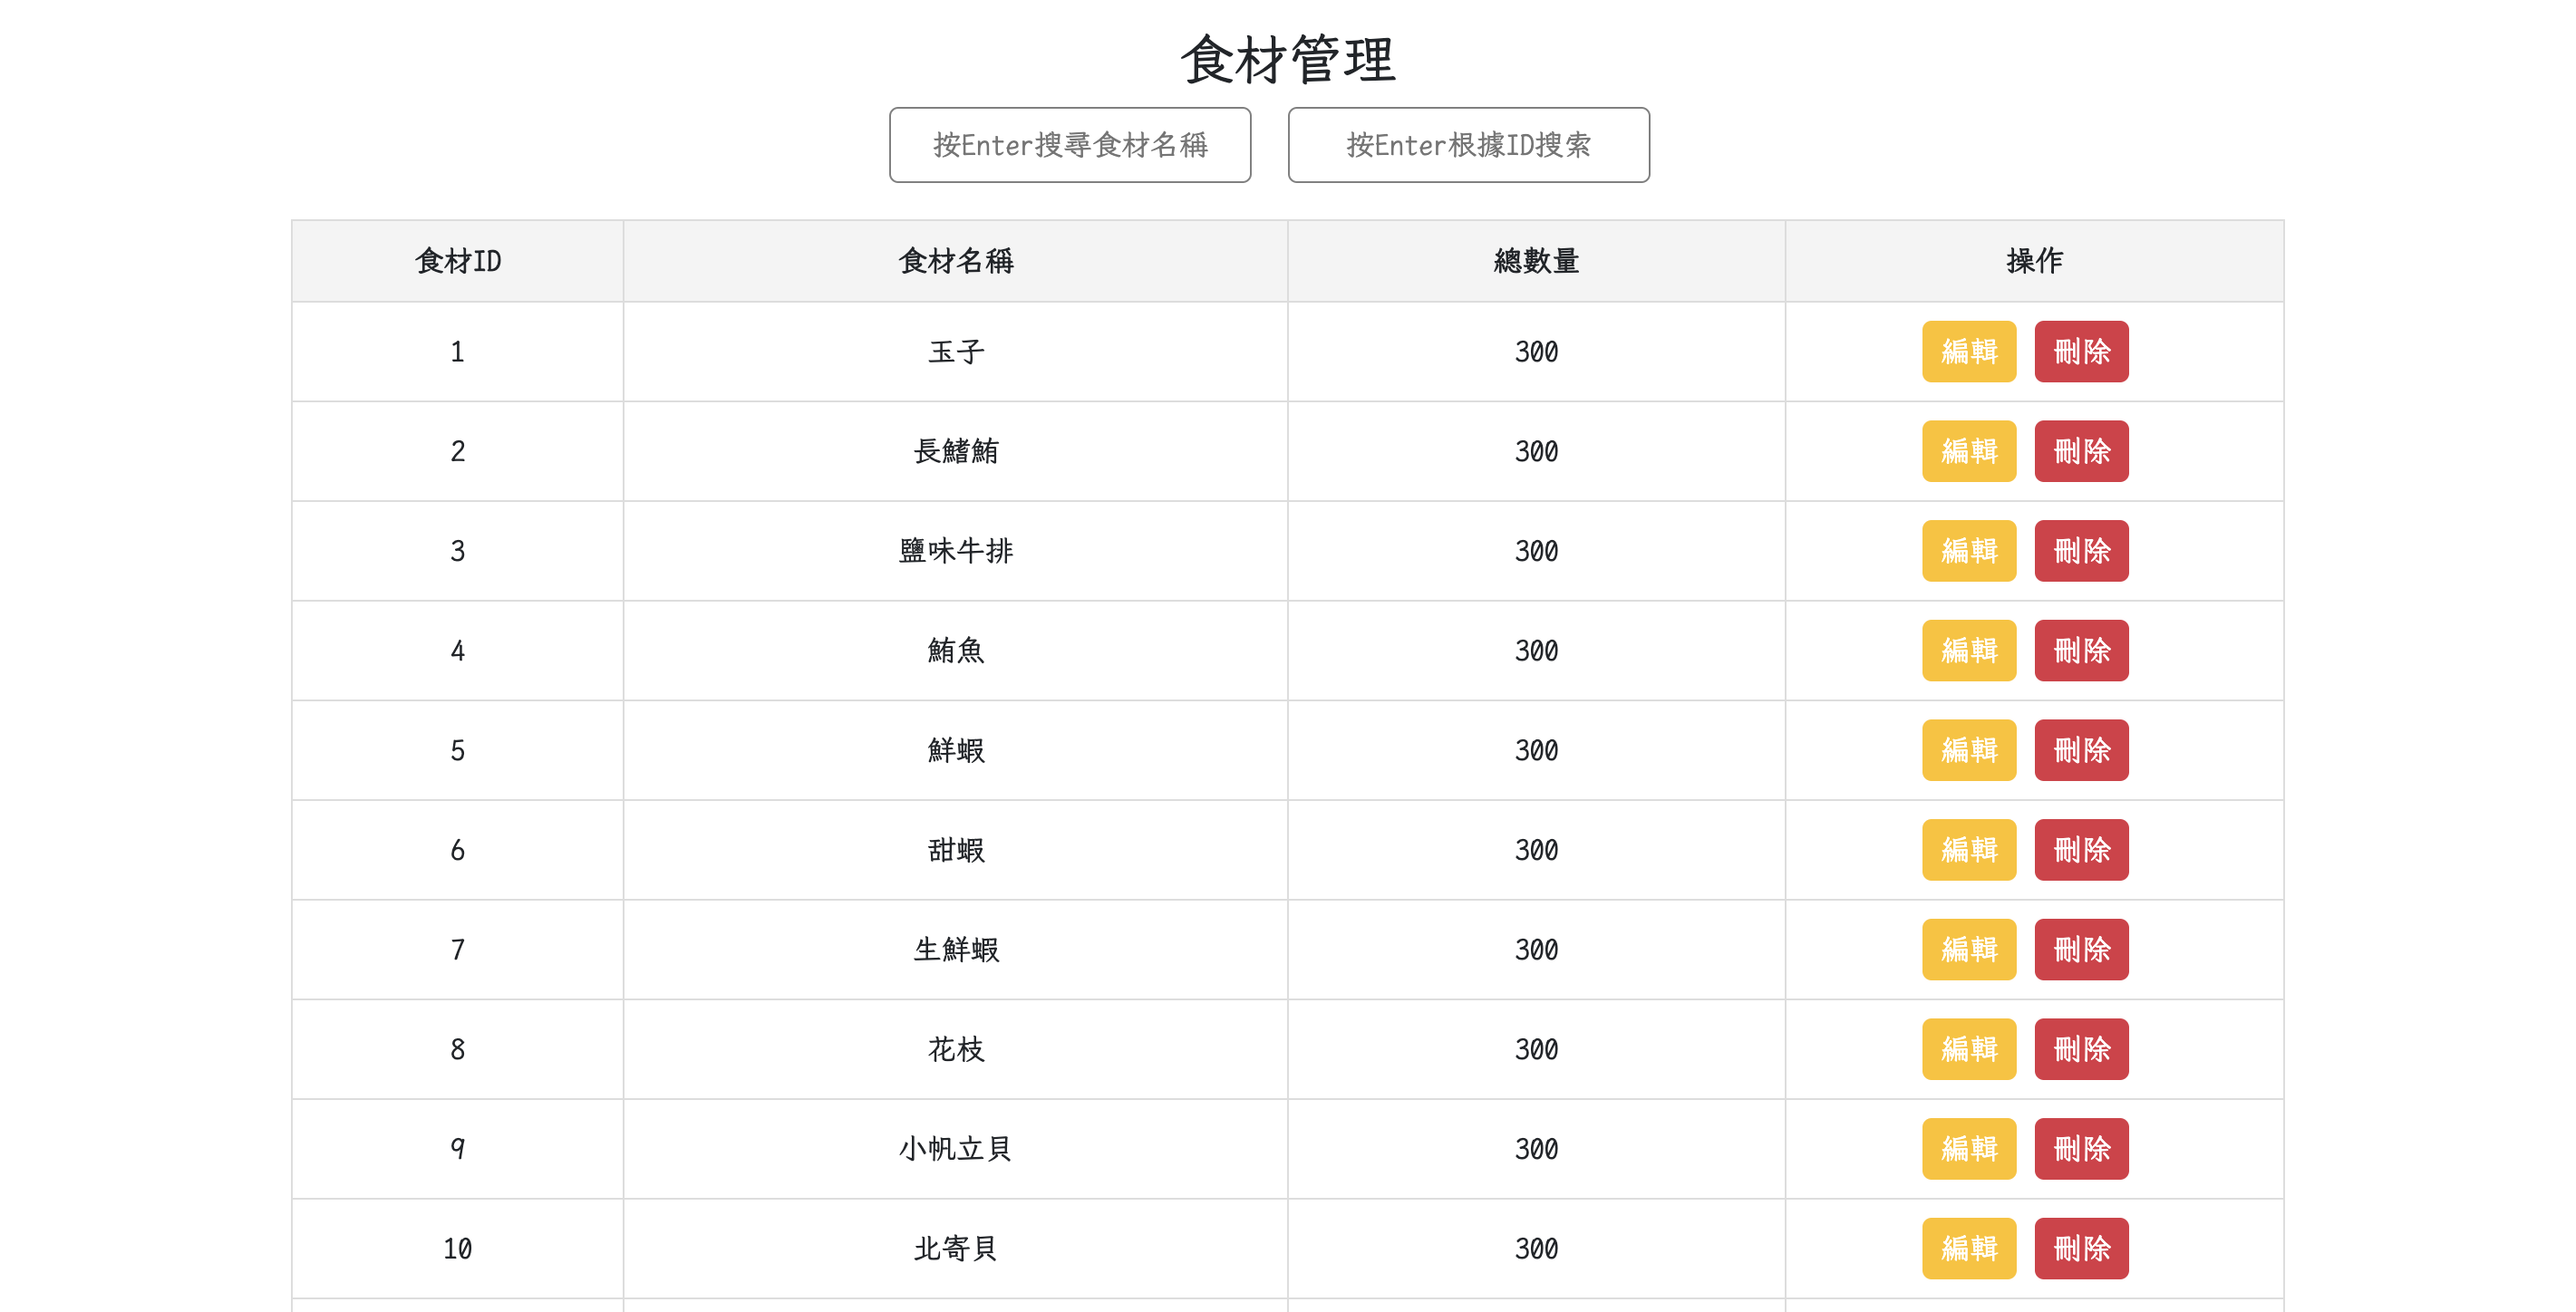 食材管理
按Enter搜尋食材名稱 按Enter根據ID搜索
食材ID 食材名稱 總數量 操作
1 玉子 300 編輯 刪除
2 長鰭鮪 300 編輯 刪除
3 鹽味牛排 300 編輯 刪除
4 鮪魚 300 編輯 刪除
5 鮮蝦 300 編輯 刪除
6 甜蝦 300 編輯 刪除
7 生鮮蝦 300 編輯 刪除
8 花枝 300 編輯 刪除
9 小帆立貝 300 編輯 刪除
10 北寄貝 300 編輯 刪除